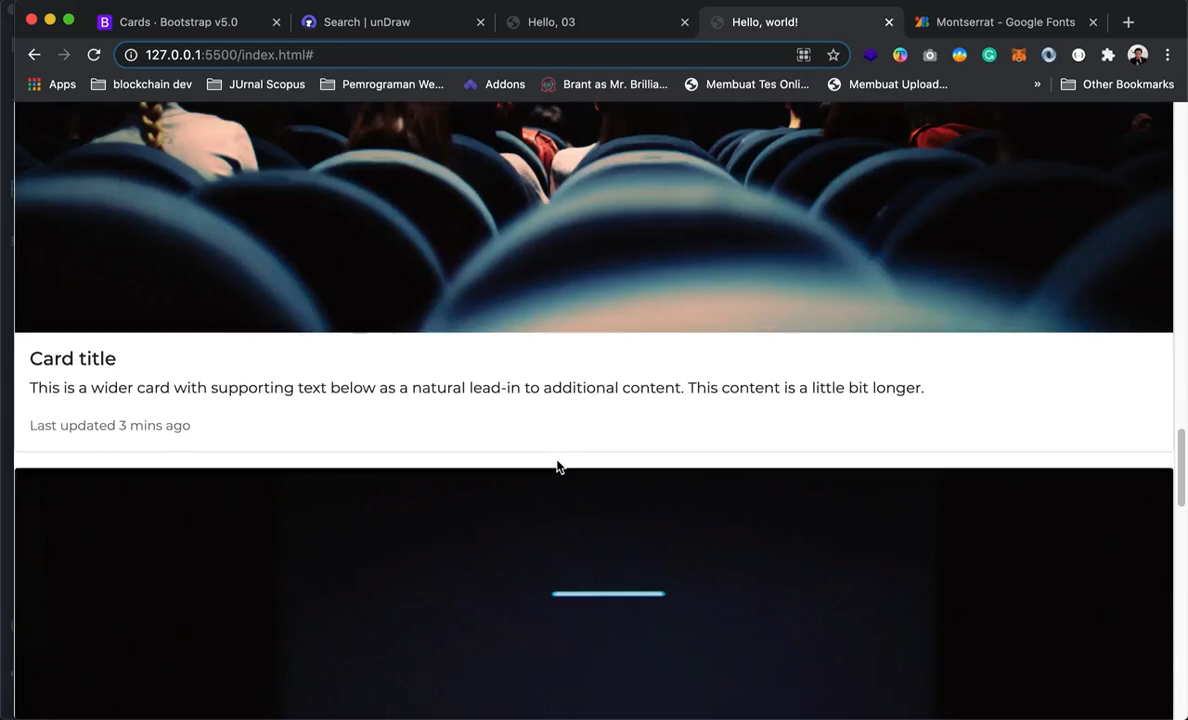 Cards · Bootstrap v5.0
Search | unDraw
Hello, 03
Hello, world!
Montserrat - Google Fonts
127.0.0.1:5500/index.html#
Apps
blockchain dev
JUrnal Scopus
Pemrograman We...
Addons
Brant as Mr. Brillia...
Membuat Tes Onli...
Membuat Upload...
»
Other Bookmarks
Card title
This is a wider card with supporting text below as a natural lead-in to additional content. This content is a little bit longer.
Last updated 3 mins ago